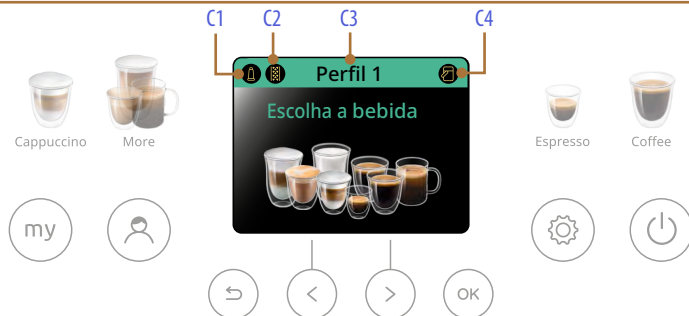 C1 C2 C3 C4
Perfil 1
Escolha a bebida
Cappuccino More Espresso Coffee
my
OK